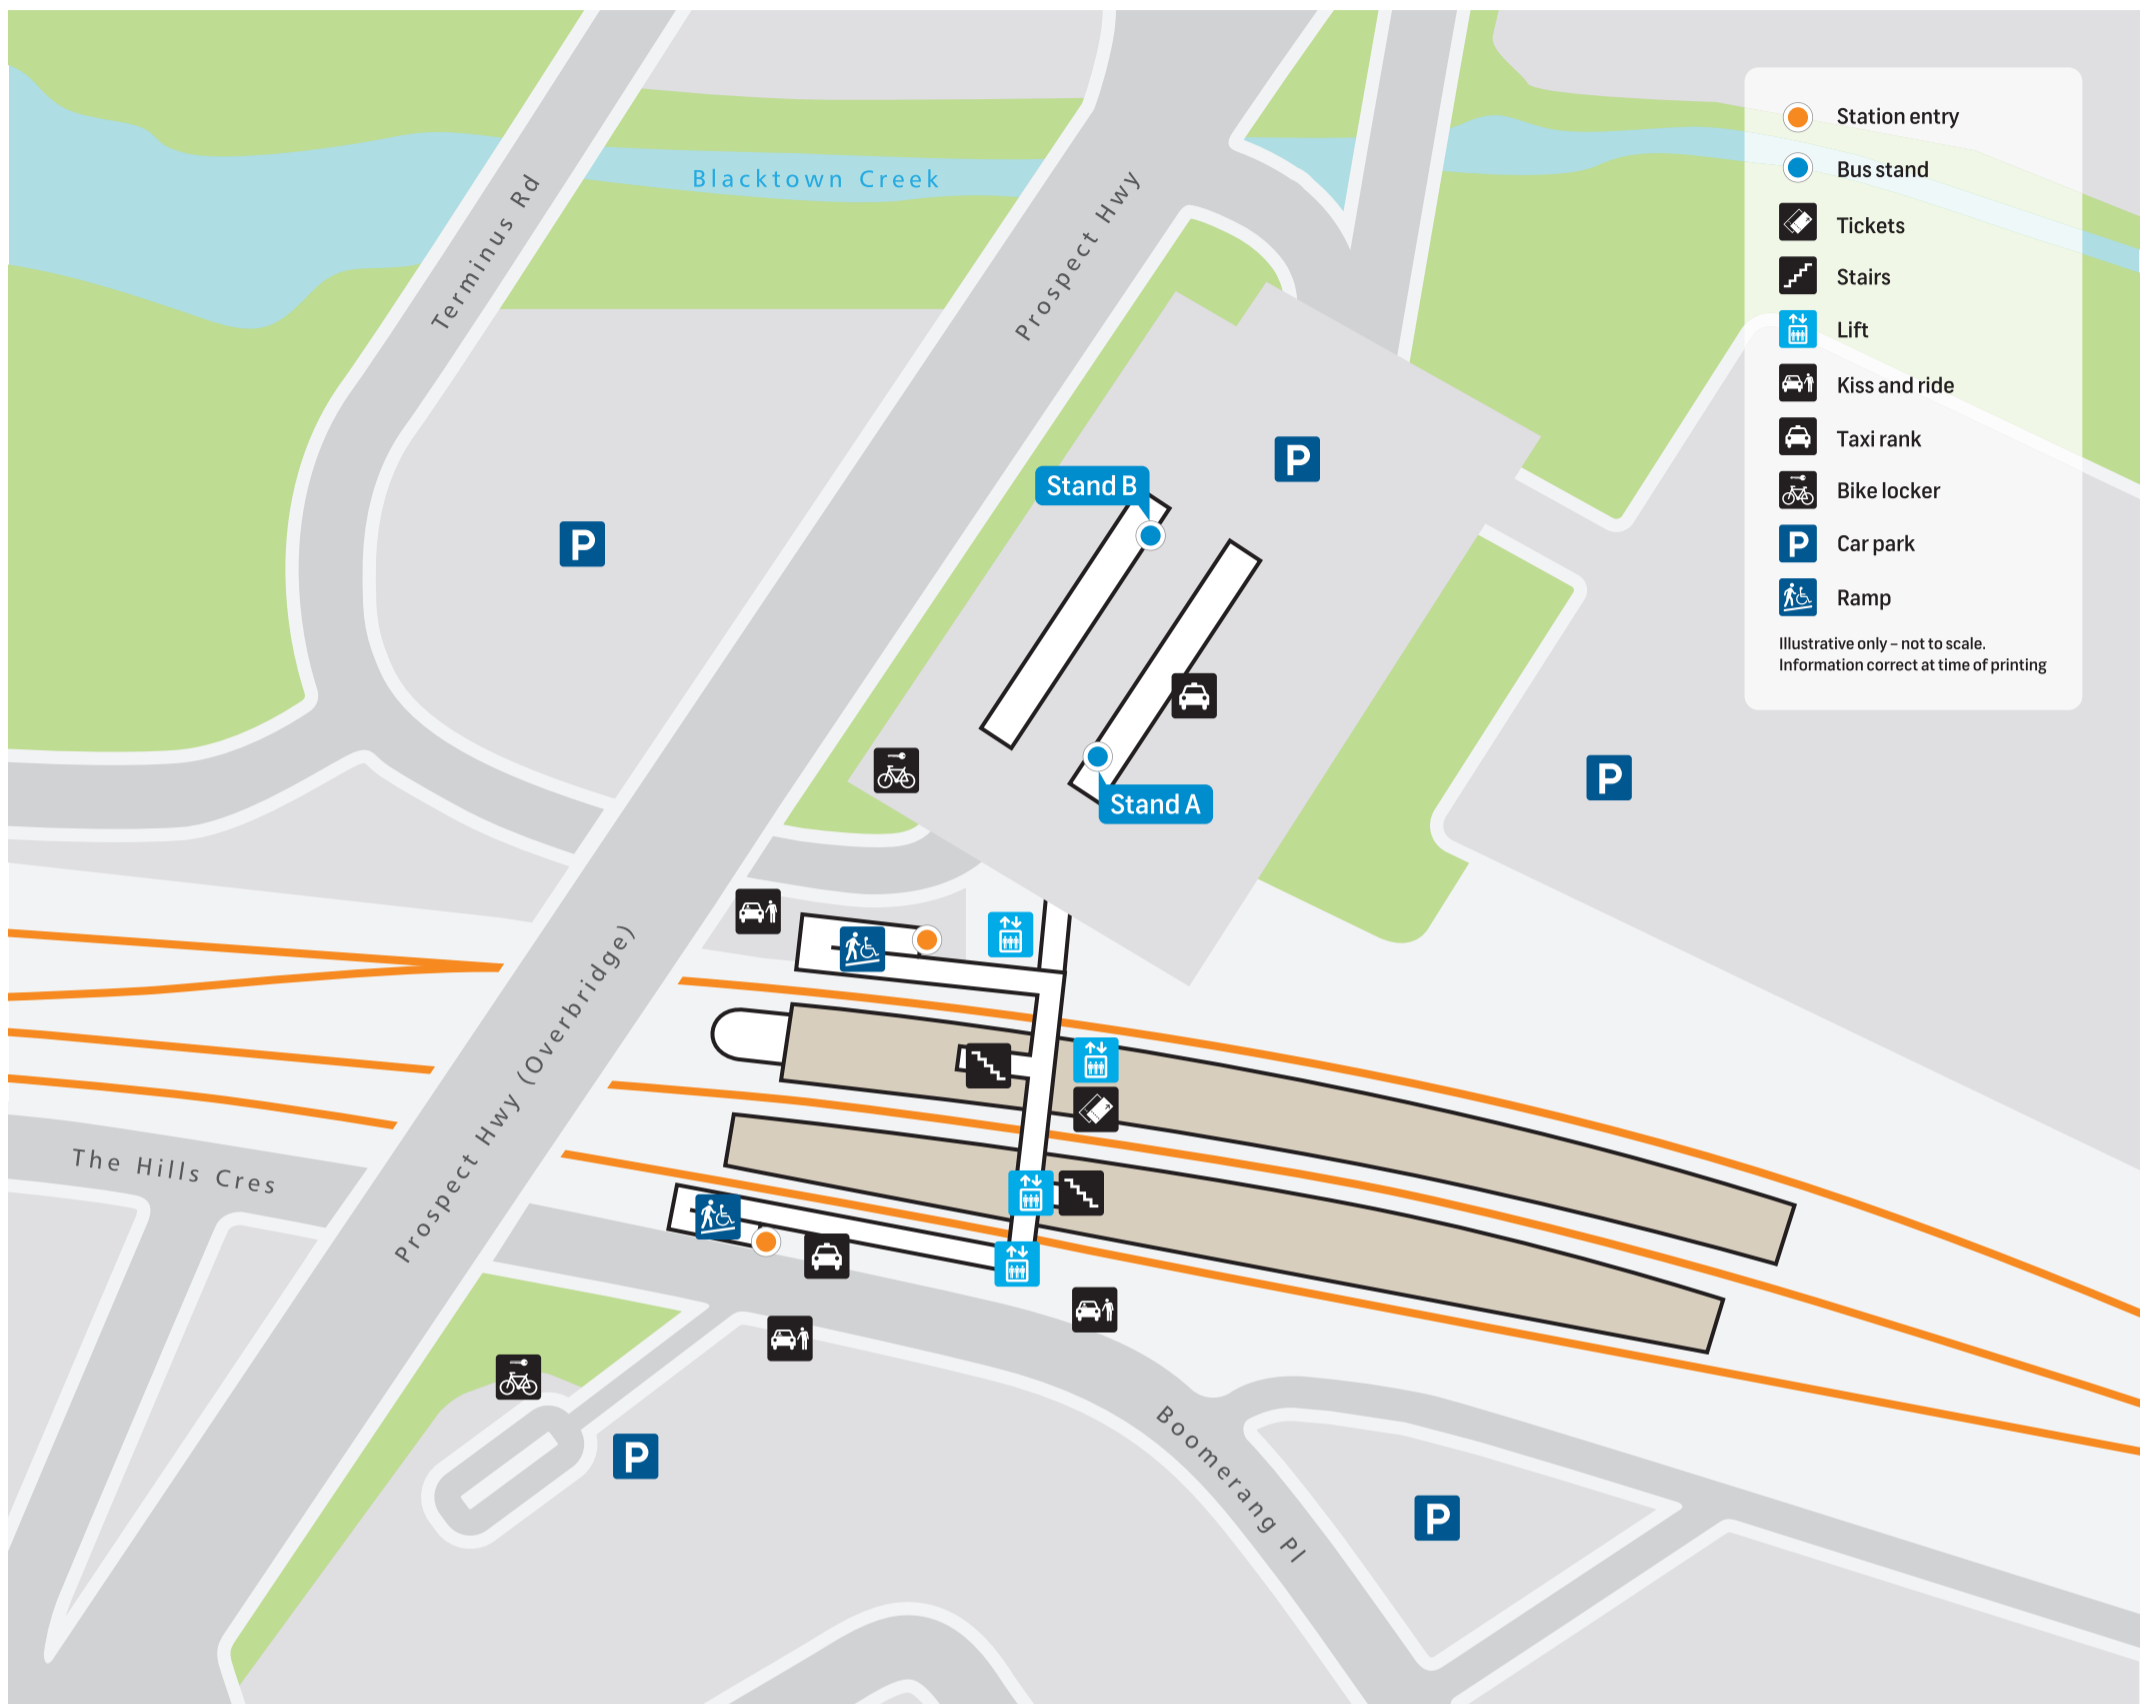 Blacktown Creek
Terminus Rd
Prospect Hwy
Station entry
Bus stand
Tickets
Stairs
Lift
Kiss and ride
Taxi rank
Bike locker
P
Car park
Ramp
Illustrative only – not to scale.
Information correct at time of printing
P
Stand B
P
P
Stand A
Prospect Hwy (Overbridge)
The Hills Cres
P
Boomerang Pl
P